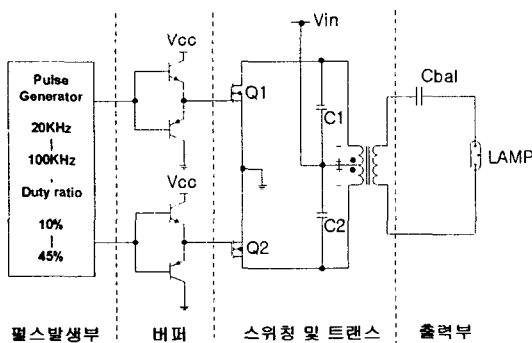 Vin
Vcc
Cbal
Pulse
Generator
20KHz
100KHz
Duty ratio
10%
45%
Q1
C1
LAMP
Vcc
C2
Q2
펄스발생부
버퍼
스위칭 및 트랜스
출력부